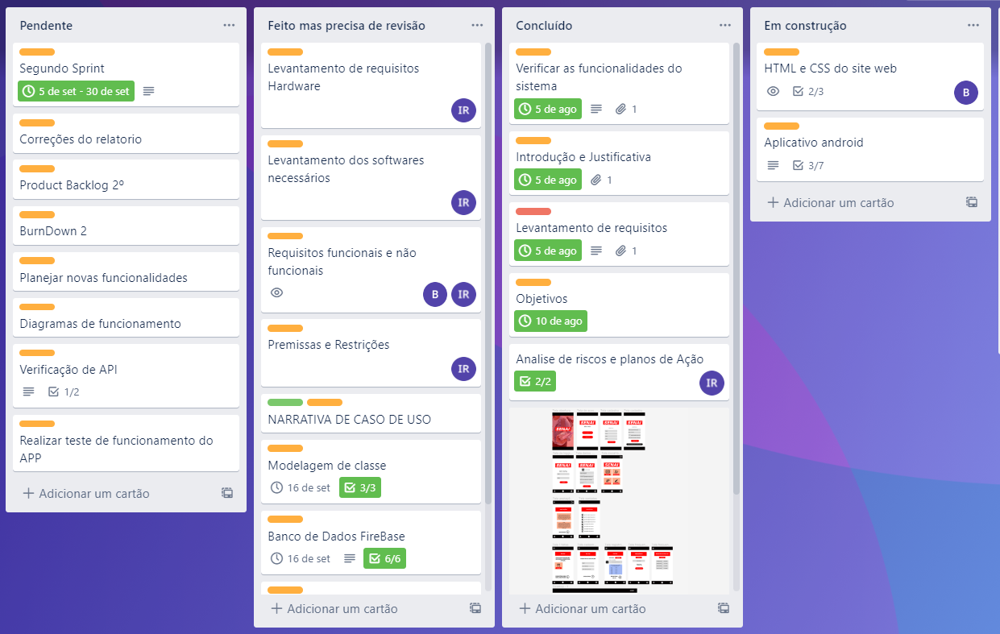 Pendente
Segundo Sprint
5 de set - 30 de set
Correções do relatorio
Product Backlog 2º
BurnDown 2
Planejar novas funcionalidades
Diagramas de funcionamento
Verificação de API
1/2
Realizar teste de funcionamento do
APP
Adicionar um cartão
Feito mas precisa de revisão
Levantamento de requisitos
Hardware
IR
Levantamento dos softwares
necessários
IR
Requisitos funcionais e não
funcionais
B IR
Premissas e Restrições
IR
NARRATIVA DE CASO DE USO
Modelagem de classe
16 de set 3/3
Banco de Dados FireBase
16 de set 6/6
Adicionar um cartão
Concluído
Verificar as funcionalidades do
sistema
5 de ago 1
Introdução e Justificativa
5 de ago 1
Levantamento de requisitos
5 de ago 1
Objetivos
10 de ago
Analise de riscos e planos de Ação
2/2 IR
SENAI SENAI SENAI SENAI
SENAI SENAI SENAI
Adicionar um cartão
Em construção
HTML e CSS do site web
2/3 B
Aplicativo android
3/7
Adicionar um cartão